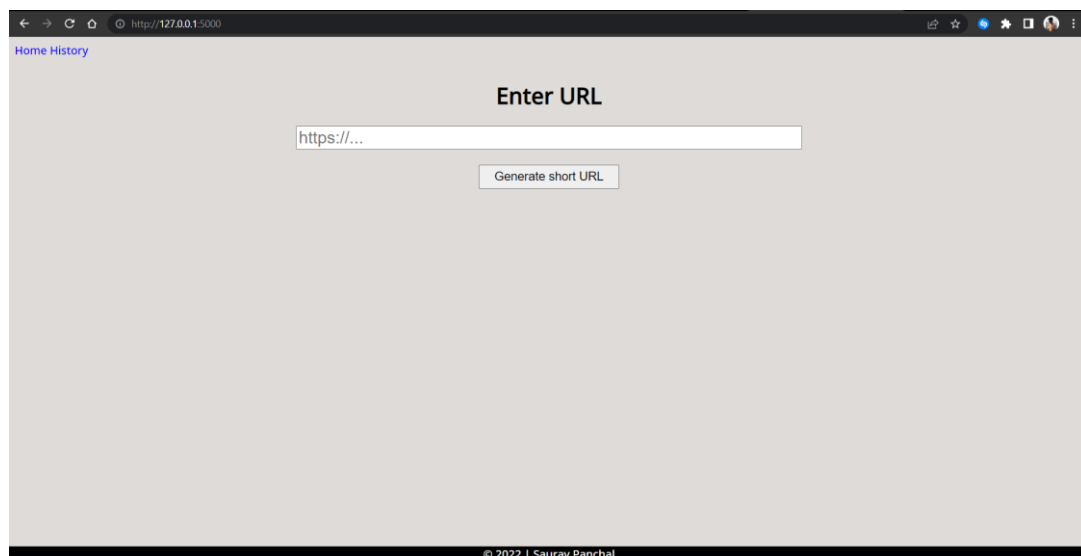 http://127.0.0.1:5000
Home History
Enter URL
https://...
Generate short URL
© 2022 | Saurav Panchal